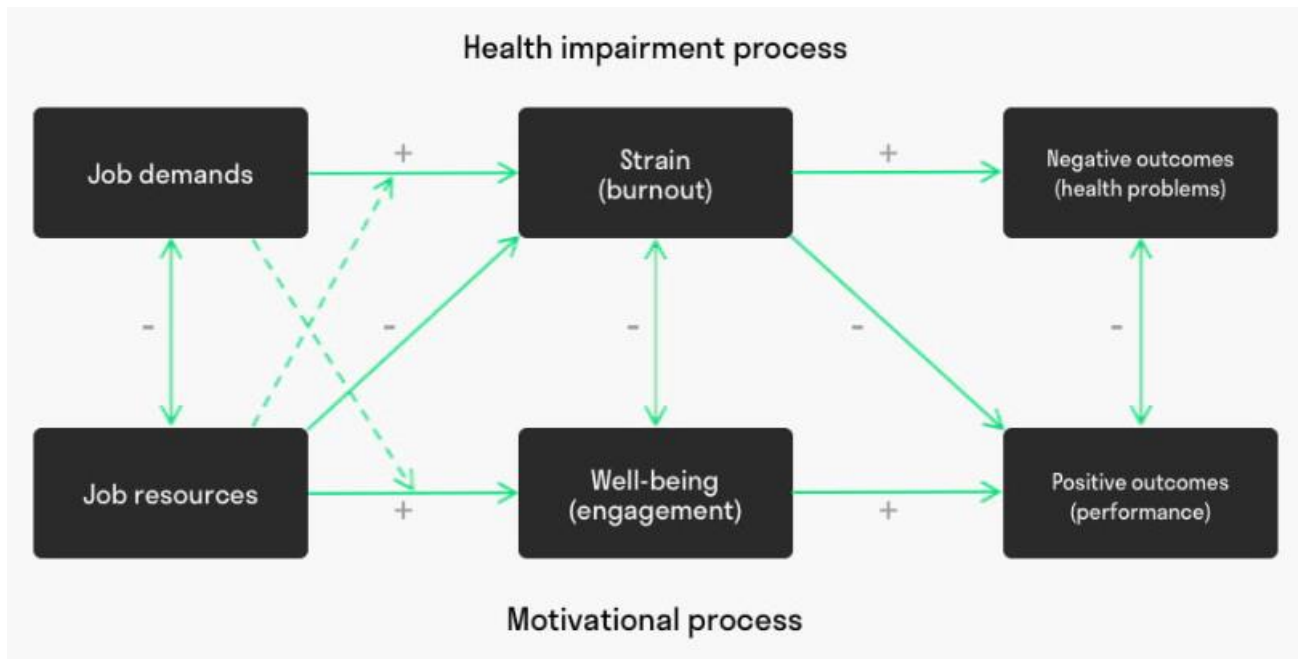 Health impairment process
Job demands
+
Strain
(burnout)
+
Negative outcomes
(health problems)
-
-
-
-
-
Job resources
+
Well-being
(engagement)
+
Positive outcomes
(performance)
Motivational process